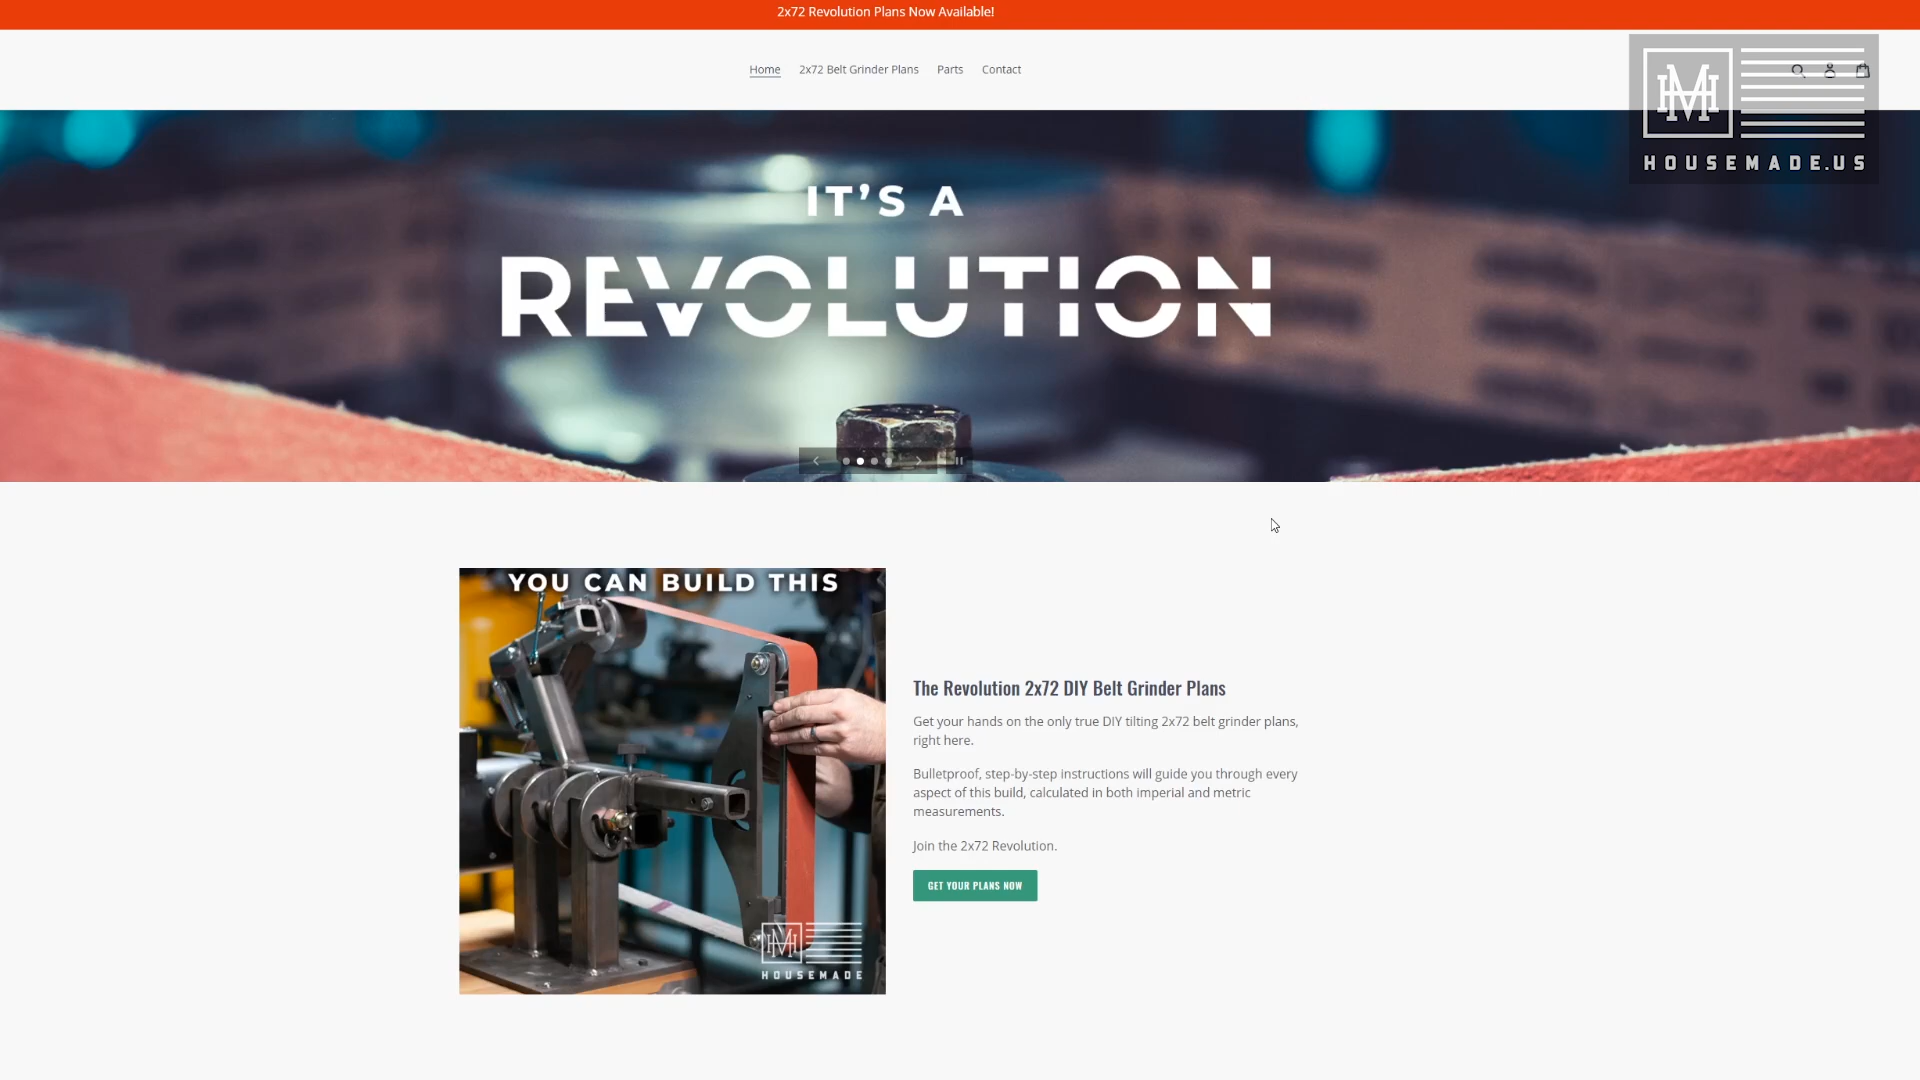 2x72 Revolution Plans Now Available!
Home 2x72 Belt Grinder Plans Parts Contact
HM
HOUSEMADE.US
IT'S A
REVOLUTION
YOU CAN BUILD THIS
HM
HOUSEMADE
The Revolution 2x72 DIY Belt Grinder Plans
Get your hands on the only true DIY tilting 2x72 belt grinder plans,
right here.
Bulletproof, step-by-step instructions will guide you through every
aspect of this build, calculated in both imperial and metric
measurements.
Join the 2x72 Revolution.
GET YOUR PLANS NOW